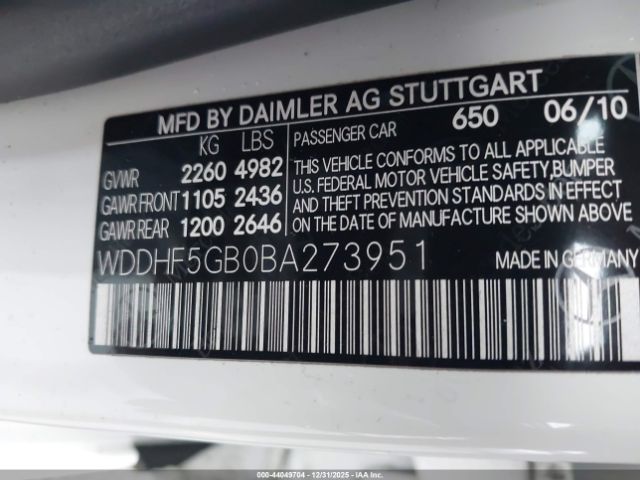 MFD BY DAIMLER AG STUTTGART
KG LBS
PASSENGER CAR 650 06/10
GVWR 2260 4982
GAWR FRONT 1105 2436
GAWR REAR 1200 2646
THIS VEHICLE CONFORMS TO ALL APPLICABLE
U.S. FEDERAL MOTOR VEHICLE SAFETY, BUMPER
AND THEFT PREVENTION STANDARDS IN EFFECT
ON THE DATE OF MANUFACTURE SHOWN ABOVE
WDDHF5GB0BA273951
MADE IN GERMANY
000-44049704 - 12/31/2025 - IAA Inc.